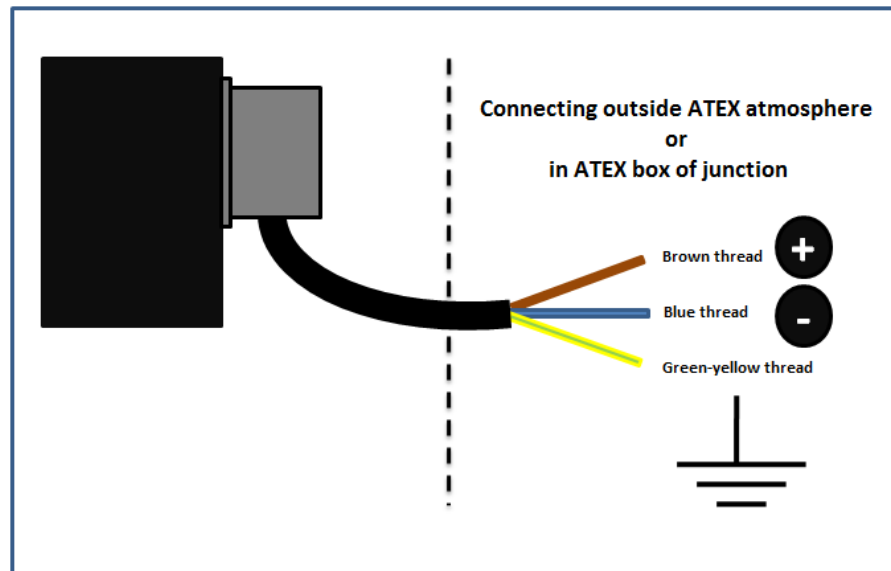 Connecting outside ATEX atmosphere
or
in ATEX box of junction
Brown thread
+
Blue thread
-
Green-yellow thread